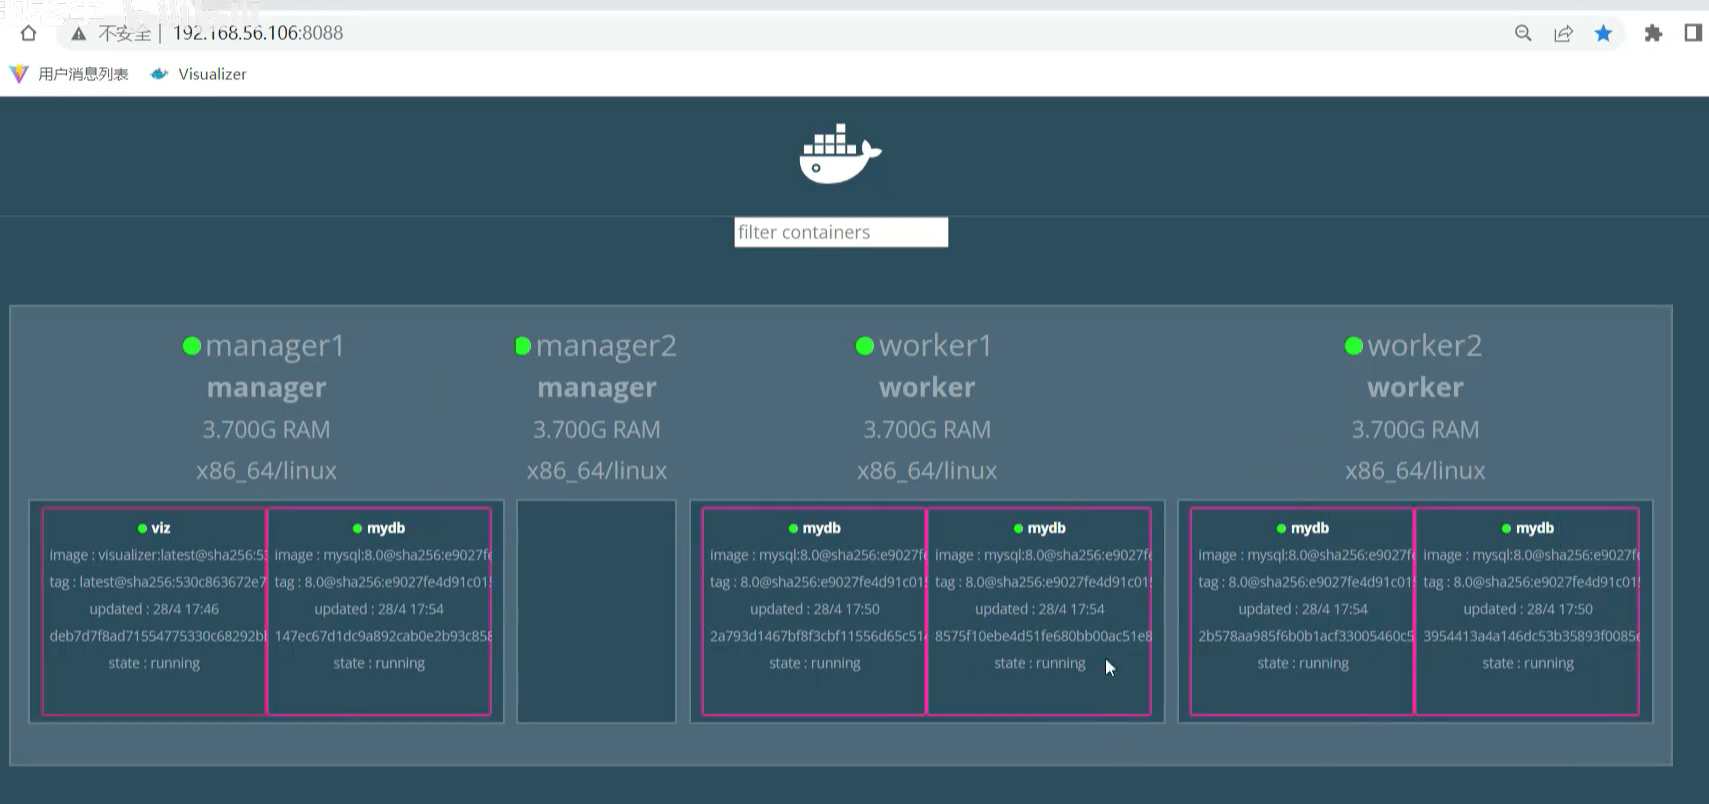 不安全 | 192.168.56.106:8088
用户消息列表 Visualizer
filter containers
manager1
manager
3.700G RAM
x86_64/linux
manager2
manager
3.700G RAM
x86_64/linux
worker1
worker
3.700G RAM
x86_64/linux
worker2
worker
3.700G RAM
x86_64/linux
viz
image : visualizer:latest@sha256:5
tag : latest@sha256:530c863672e7
updated : 28/4 17:46
deb7d7f8ad71554775330c68292b
state : running
mydb
image : mysql:8.0@sha256:e9027f
tag : 8.0@sha256:e9027fe4d91c01
updated : 28/4 17:54
147ec67d1dc9a892cab0e2b93c858
state : running
mydb
image : mysql:8.0@sha256:e9027f
tag : 8.0@sha256:e9027fe4d91c01
updated : 28/4 17:50
2a793d1467bf8f3cbf11556d65c51
state : running
mydb
image : mysql:8.0@sha256:e9027f
tag : 8.0@sha256:e9027fe4d91c01
updated : 28/4 17:54
8575f10ebe4d51fe680bb00ac51e8
state : running
mydb
image : mysql:8.0@sha256:e9027f
tag : 8.0@sha256:e9027fe4d91c01
updated : 28/4 17:54
2b578aa985f6b0b1acf33005460c5
state : running
mydb
image : mysql:8.0@sha256:e9027f
tag : 8.0@sha256:e9027fe4d91c01
updated : 28/4 17:50
3954413a4a146dc53b35893f0085
state : running